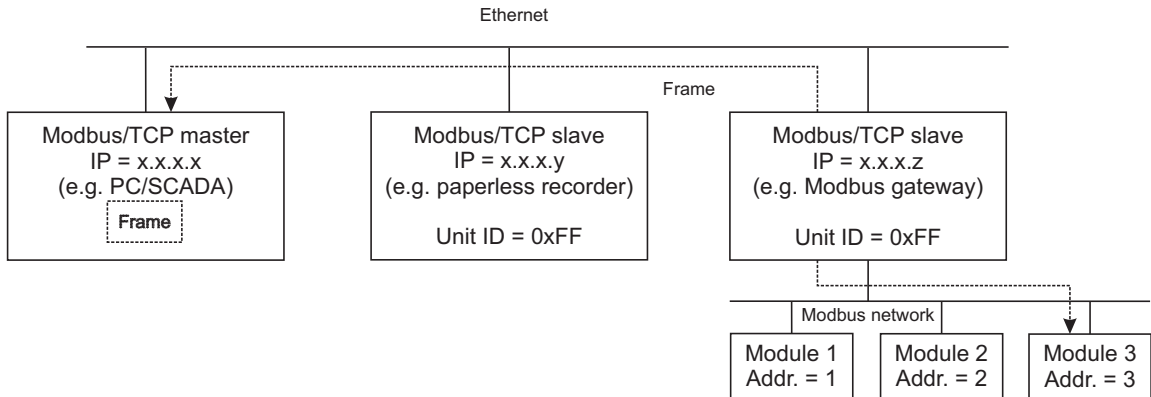 Ethernet
Frame
Modbus/TCP master
IP = x.x.x.x
(e.g. PC/SCADA)
Frame
Modbus/TCP slave
IP = x.x.x.y
(e.g. paperless recorder)
Unit ID = 0xFF
Modbus/TCP slave
IP = x.x.x.z
(e.g. Modbus gateway)
Unit ID = 0xFF
Modbus network
Module 1
Addr. = 1
Module 2
Addr. = 2
Module 3
Addr. = 3